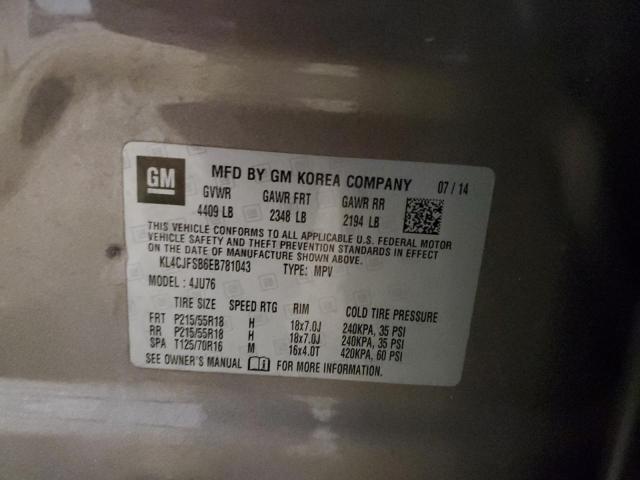 GM MFD BY GM KOREA COMPANY 07 / 14
GVWR GAWR FRT GAWR RR
4409 LB 2348 LB 2194 LB
THIS VEHICLE CONFORMS TO ALL APPLICABLE U.S. FEDERAL MOTOR
VEHICLE SAFETY AND THEFT PREVENTION STANDARDS IN EFFECT
ON THE DATE OF MANUFACTURE SHOWN ABOVE.
KL4CJFSB6EB781043 TYPE: MPV
MODEL : 4JU76
TIRE SIZE SPEED RTG RIM COLD TIRE PRESSURE
FRT P215/55R18 H 18x7.0J 240KPA, 35 PSI
RR P215/55R18 H 18x7.0J 240KPA, 35 PSI
SPA T125/70R16 M 16x4.0T 420KPA, 60 PSI
SEE OWNER'S MANUAL FOR MORE INFORMATION.